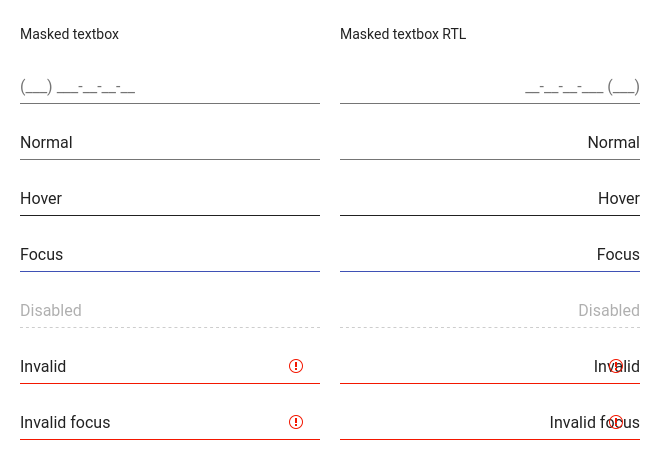 Masked textbox
Masked textbox RTL
(___) ___-__-__-__
__-__-__-___ (___)
Normal
Normal
Hover
Hover
Focus
Focus
Disabled
Disabled
Invalid
Invalid
Invalid focus
Invalid focus